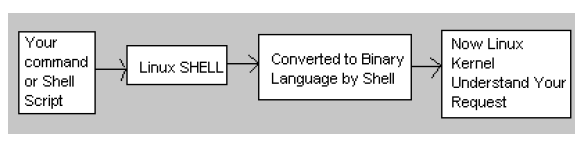 Your
command
or Shell
Script
Linux SHELL
Converted to Binary
Language by Shell
Now Linux
Kernel
Understand Your
Request